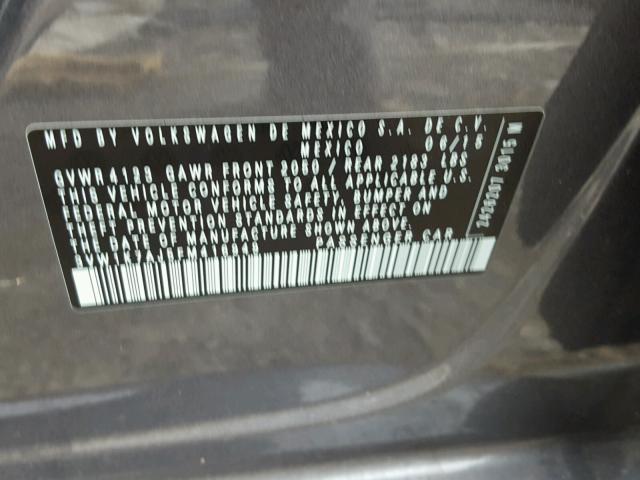 MFD BY VOLKSWAGEN DE MEXICO S.A. DE C.V.
MEXICO 06/15
GVWR 4123 GAWR FRONT 2050 / REAR 2183 LBS
THIS VEHICLE CONFORMS TO ALL APPLICABLE U.S.
FEDERAL MOTOR VEHICLE SAFETY, BUMPER AND
THEFT PREVENTION STANDARDS IN EFFECT ON
THE DATE OF MANUFACTURE SHOWN ABOVE.
PASSENGER CAR